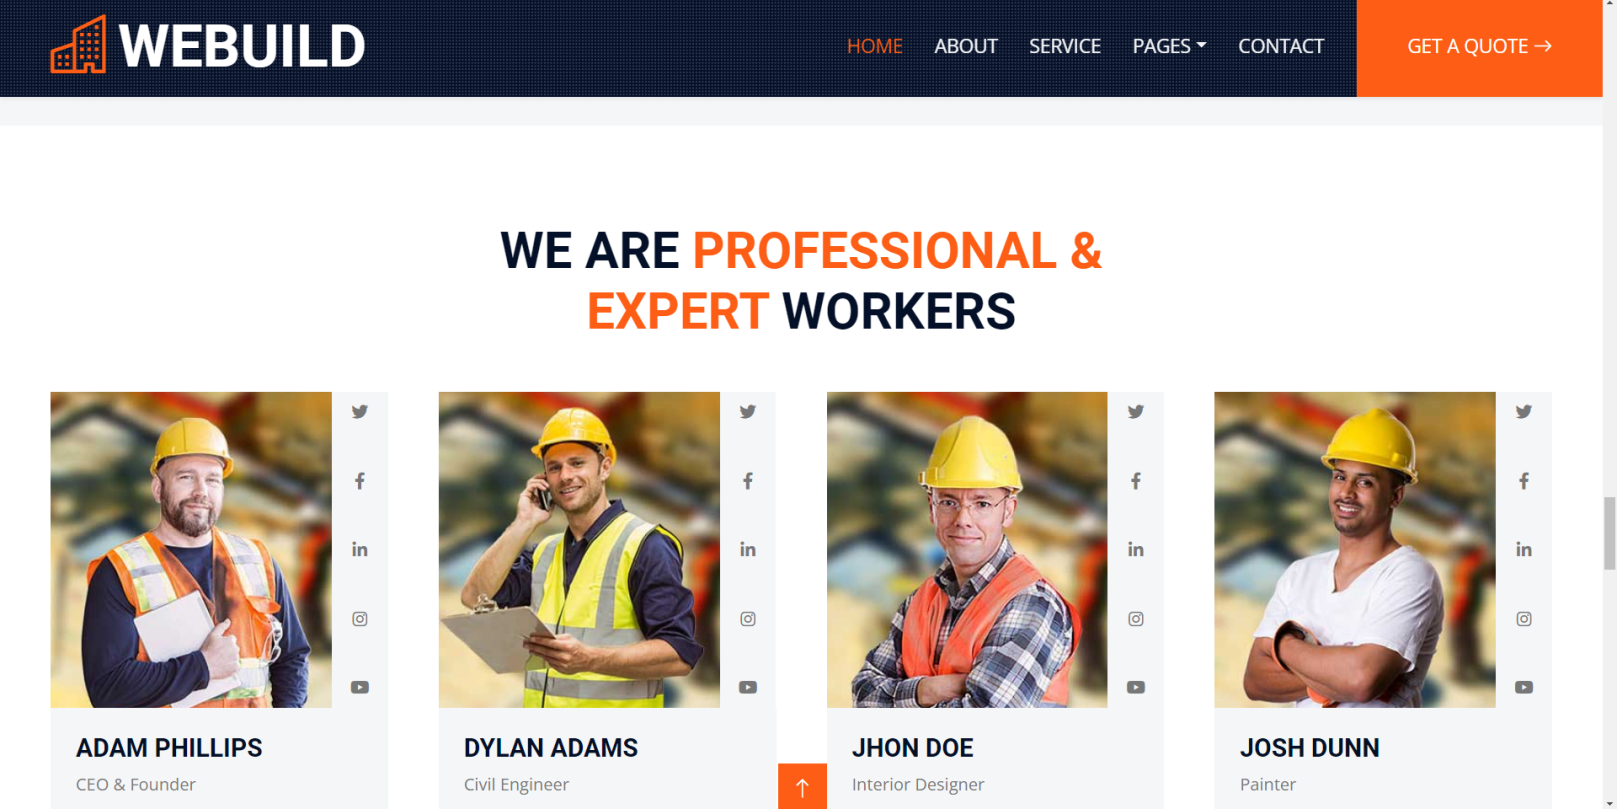 WEBUILD
HOME ABOUT SERVICE PAGES CONTACT GET A QUOTE →
WE ARE PROFESSIONAL &
EXPERT WORKERS
ADAM PHILLIPS
CEO & Founder
DYLAN ADAMS
Civil Engineer
JHON DOE
Interior Designer
JOSH DUNN
Painter